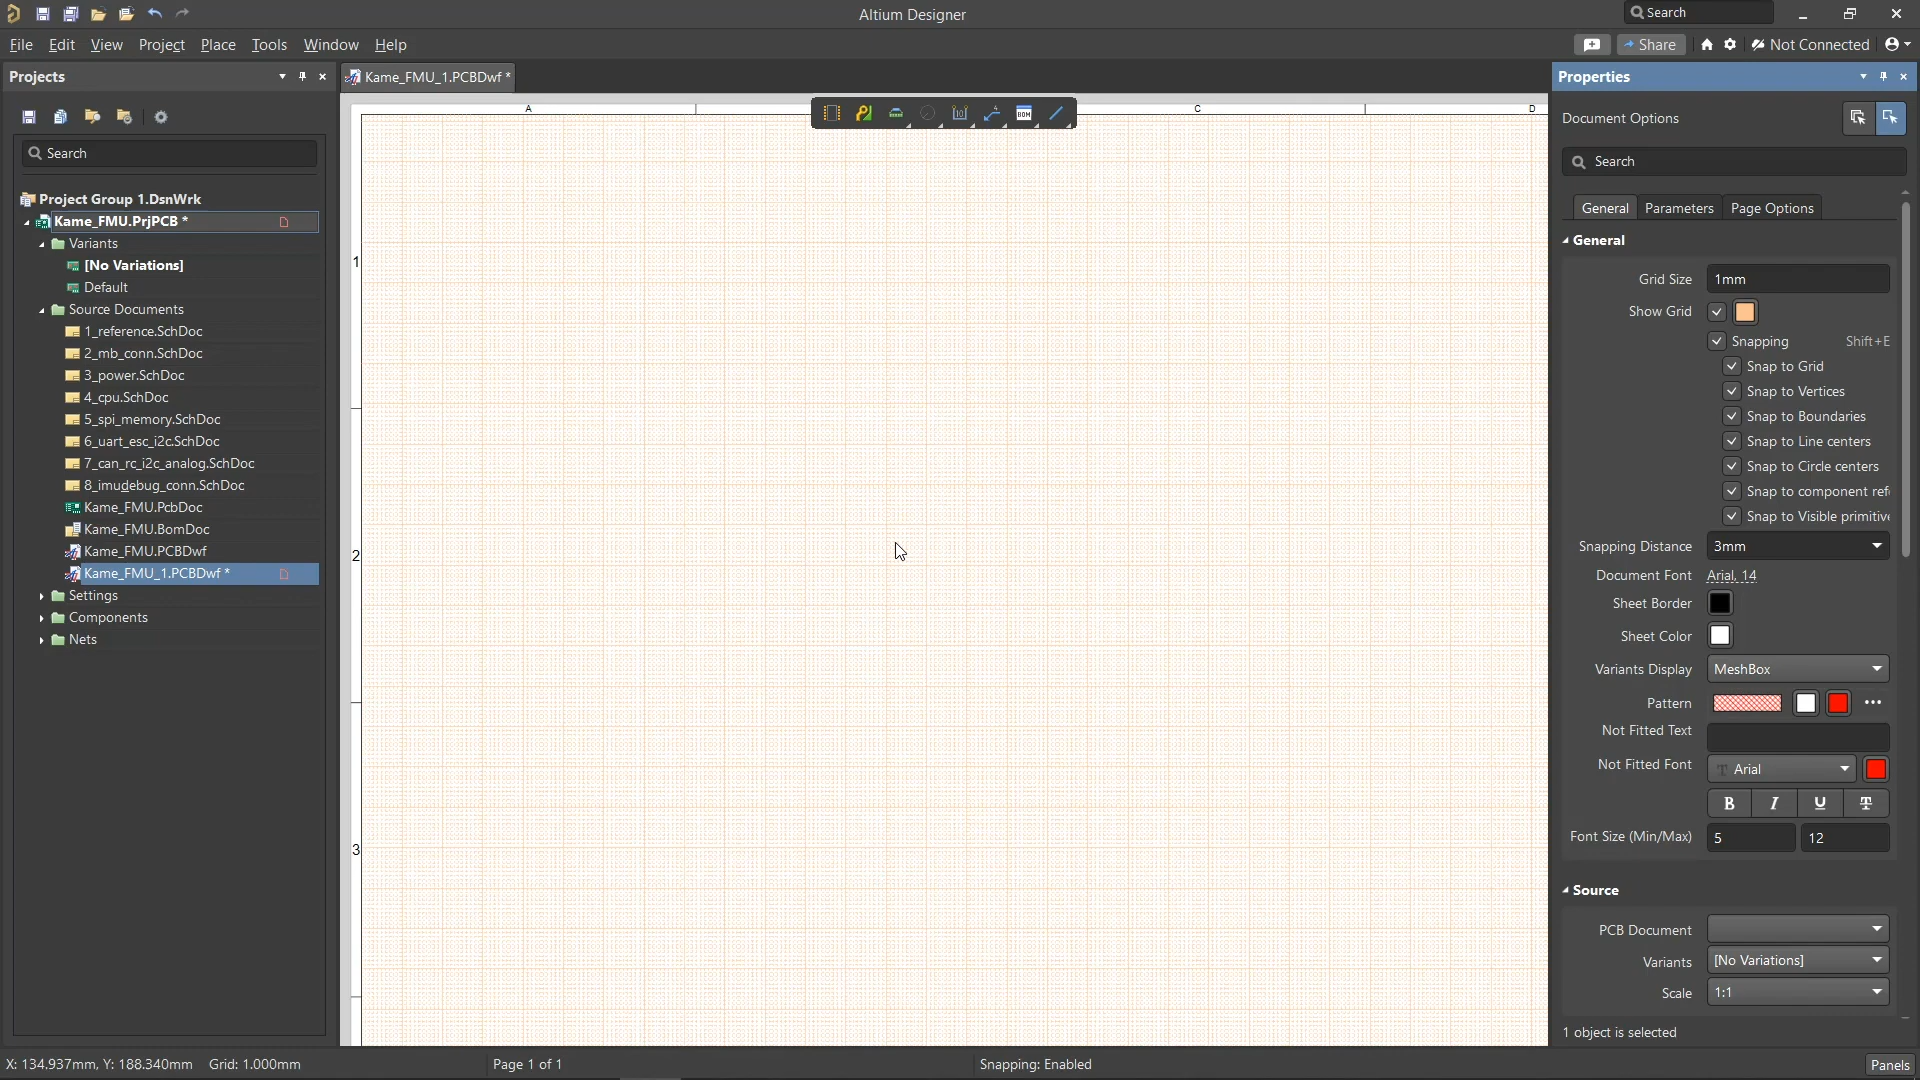 Altium Designer
Search
File Edit View Project Place Tools Window Help
Share
Not Connected
Projects
Kame_FMU_1.PCBDwf *
Properties
Document Options
Search
Search
General Parameters Page Options
Project Group 1.DsnWrk
Kame_FMU.PrjPCB *
Variants
[No Variations]
Default
Source Documents
1_reference.SchDoc
2_mb_conn.SchDoc
3_power.SchDoc
4_cpu.SchDoc
5_spi_memory.SchDoc
6_uart_esc_i2c.SchDoc
7_can_rc_i2c_analog.SchDoc
8_imudebug_conn.SchDoc
Kame_FMU.PcbDoc
Kame_FMU.BomDoc
Kame_FMU.PCBDwf
Kame_FMU_1.PCBDwf *
Settings
Components
Nets
A
C
D
10
4
BOM
1
2
3
General
Grid Size 1mm
Show Grid
Snapping Shift+E
Snap to Grid
Snap to Vertices
Snap to Boundaries
Snap to Line centers
Snap to Circle centers
Snap to component ref
Snap to Visible primitiv
Snapping Distance 3mm
Document Font Arial, 14
Sheet Border
Sheet Color
Variants Display MeshBox
Pattern
Not Fitted Text
Not Fitted Font T Arial
B I U T
Font Size (Min/Max) 5 12
Source
PCB Document
Variants [No Variations]
Scale 1:1
1 object is selected
X: 134.937mm, Y: 188.340mm Grid: 1.000mm
Page 1 of 1
Snapping: Enabled
Panels